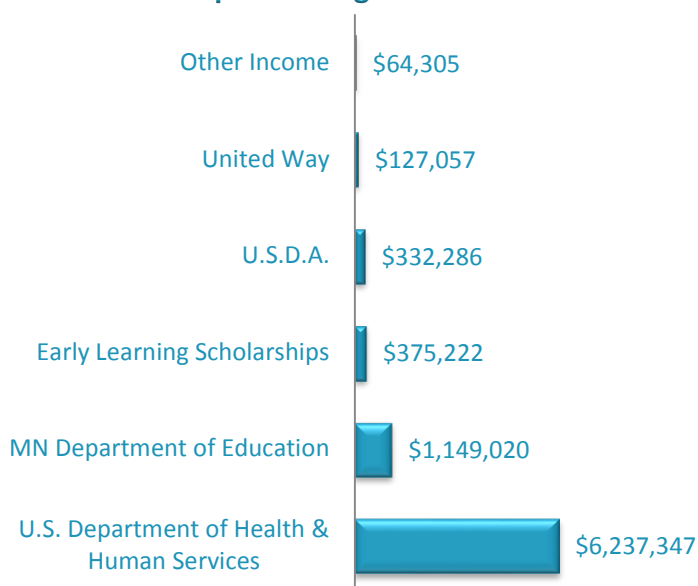 Other Income $64,305
United Way $127,057
U.S.D.A. $332,286
Early Learning Scholarships $375,222
MN Department of Education $1,149,020
U.S. Department of Health &
Human Services $6,237,347